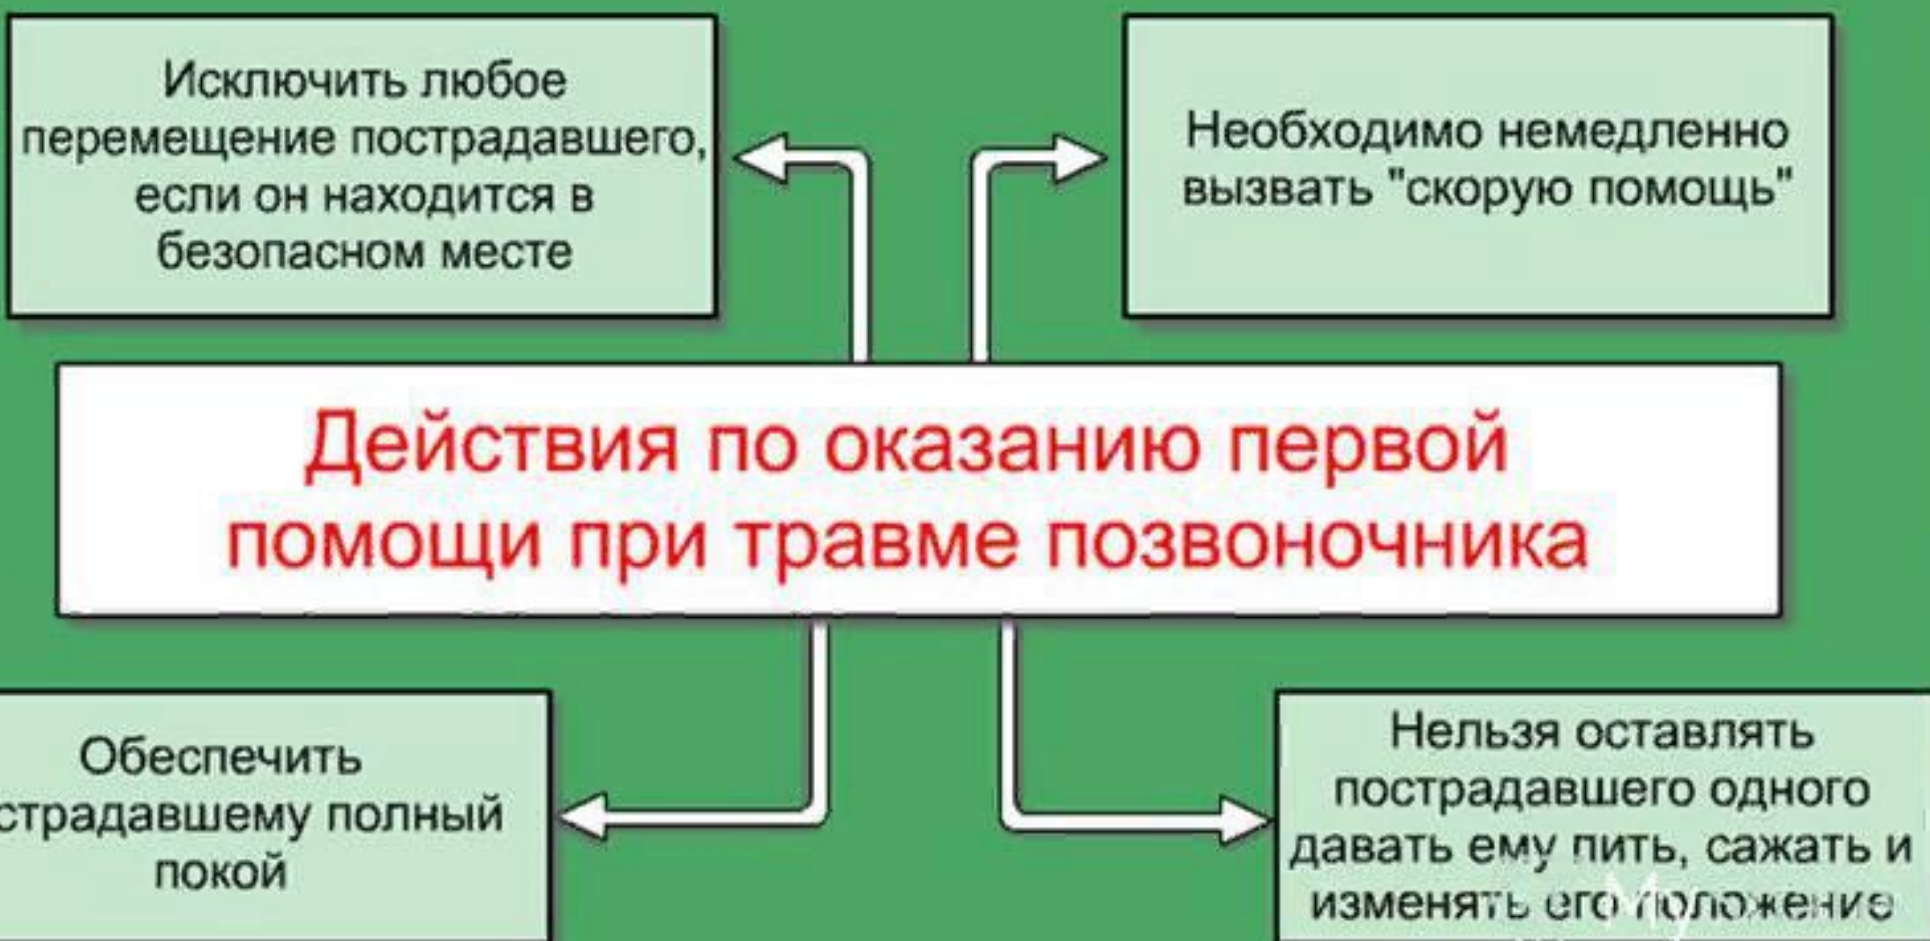 Исключить любое
перемещение пострадавшего,
если он находится в
безопасном месте
Необходимо немедленно
вызвать "скорую помощь"
Действия по оказанию первой
помощи при травме позвоночника
Обеспечить
страдавшему полный
покой
Нельзя оставлять
пострадавшего одного
давать ему пить, сажать и
изменять его положение